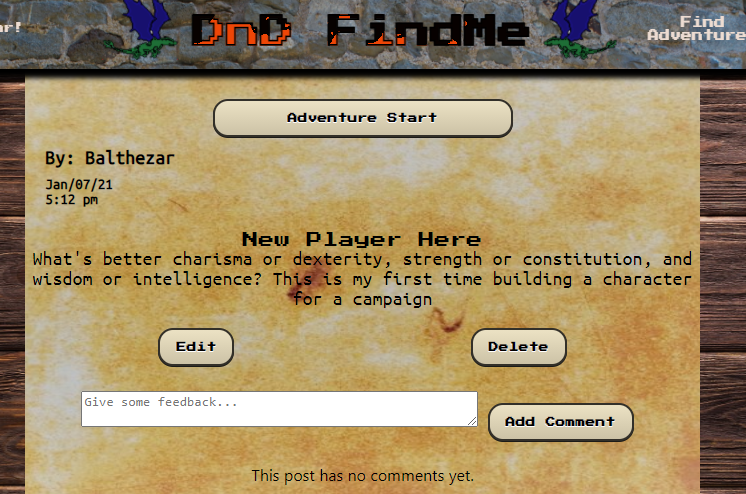 ar!
DnD FindMe
Find
Adventure
Adventure Start
By: Balthezar
Jan/07/21
5:12 pm
New Player Here
What's better charisma or dexterity, strength or constitution, and
wisdom or intelligence? This is my first time building a character
for a campaign
Edit
Delete
Give some feedback...
Add Comment
This post has no comments yet.